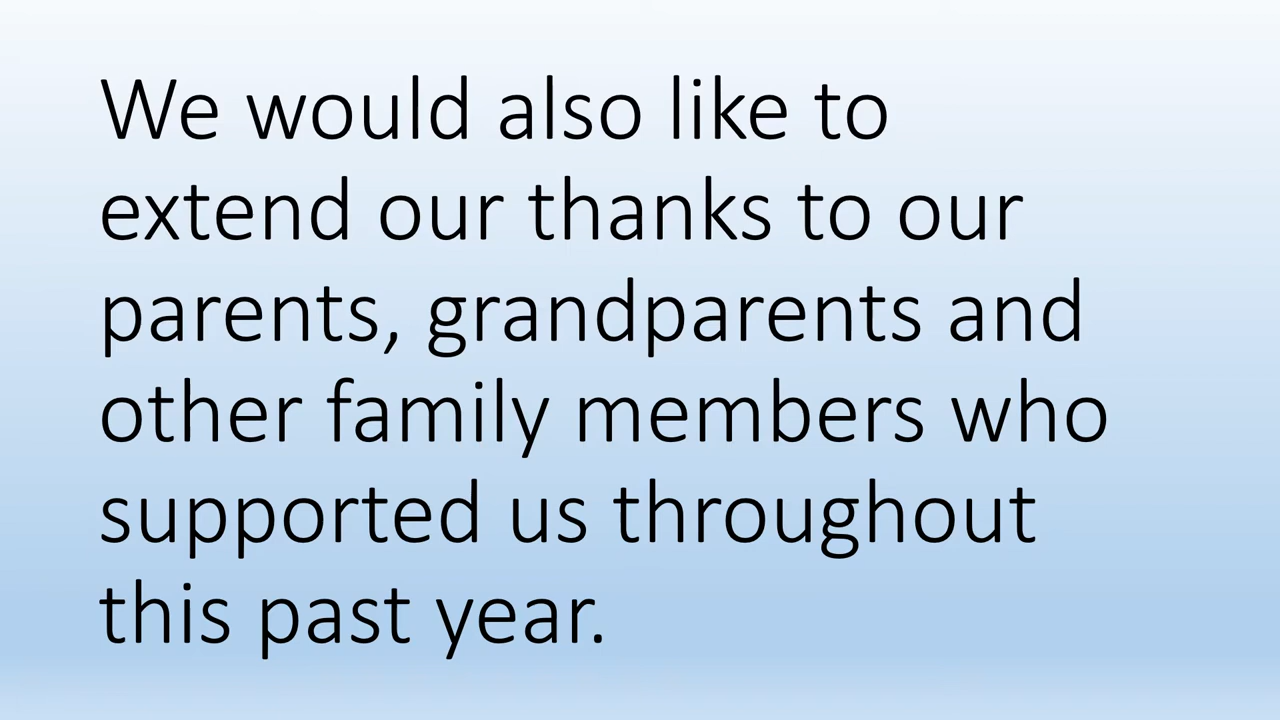 We would also like to
extend our thanks to our
parents, grandparents and
other family members who
supported us throughout
this past year.